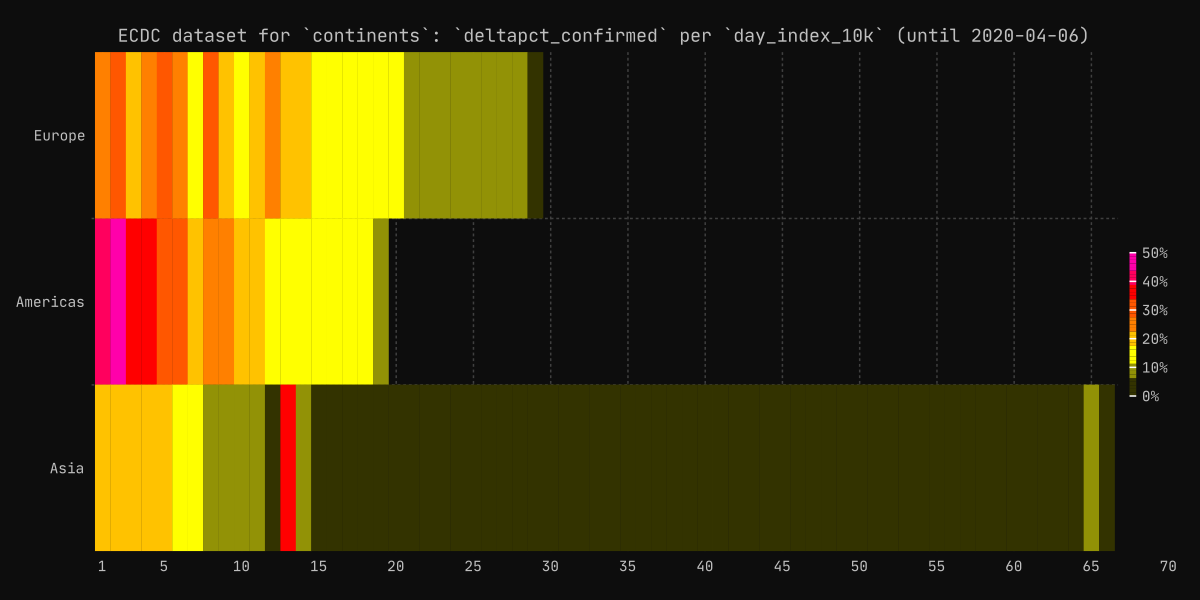 ECDC dataset for `continents`: `deltapct_confirmed` per `day_index_10k` (until 2020-04-06)
Europe
Americas
Asia
50%
40%
30%
20%
10%
0%
1 5 10 15 20 25 30 35 40 45 50 55 60 65 70